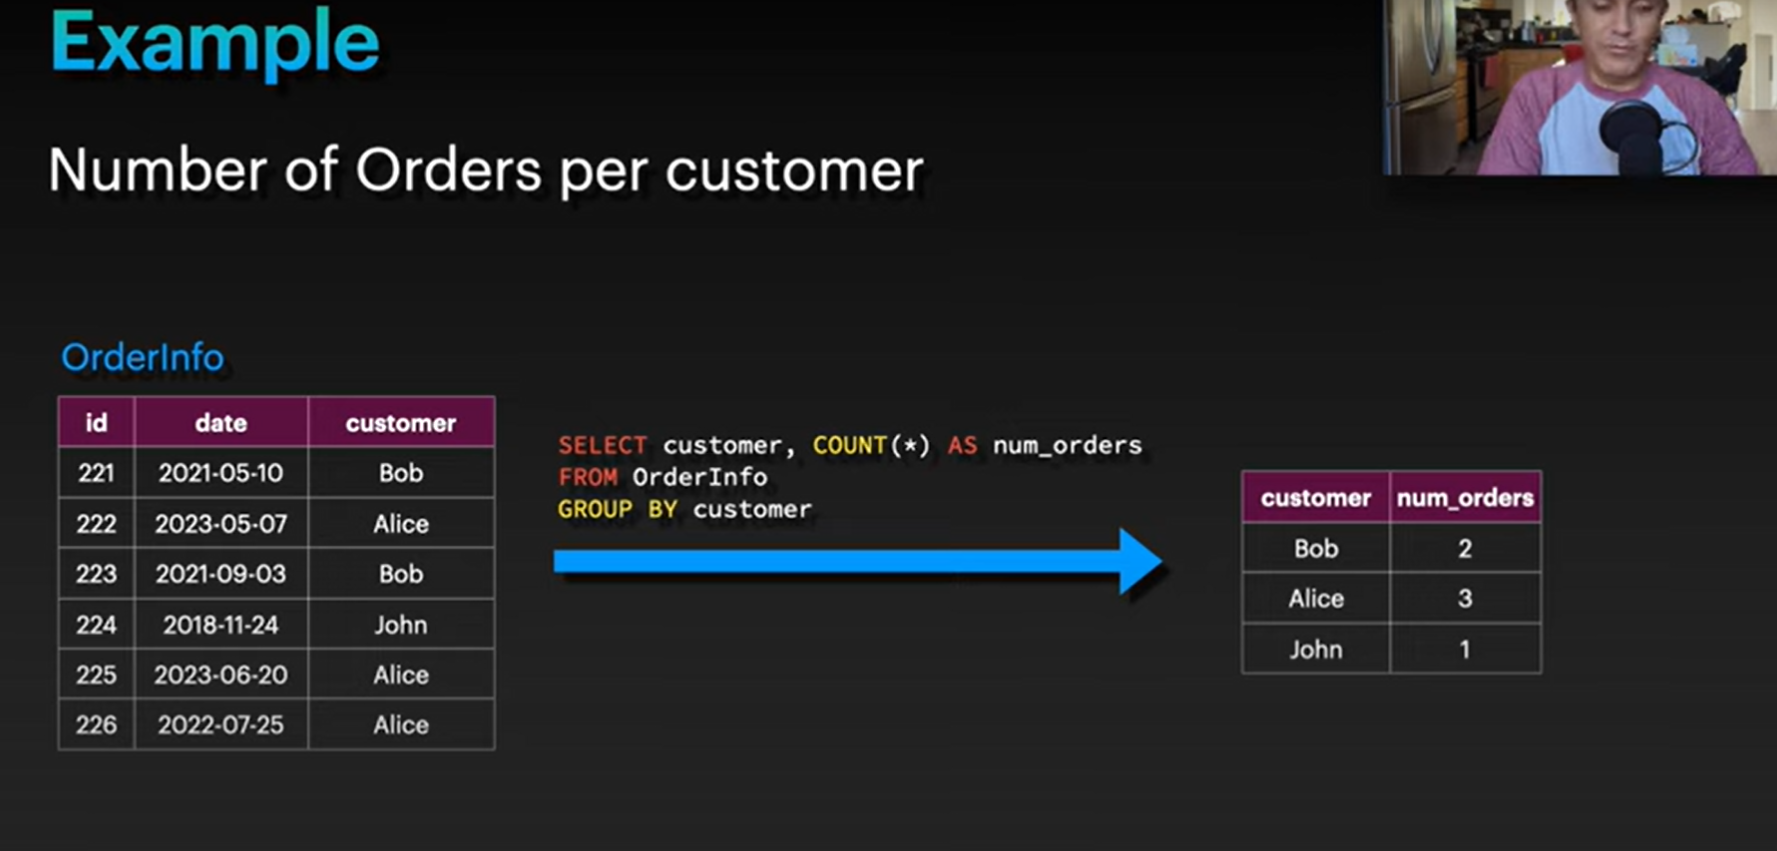 Example
Number of Orders per customer
OrderInfo
id date customer
221 2021-05-10 Bob
222 2023-05-07 Alice
223 2021-09-03 Bob
224 2018-11-24 John
225 2023-06-20 Alice
226 2022-07-25 Alice
SELECT customer, COUNT(*) AS num_orders
FROM OrderInfo
GROUP BY customer
customer num_orders
Bob 2
Alice 3
John 1